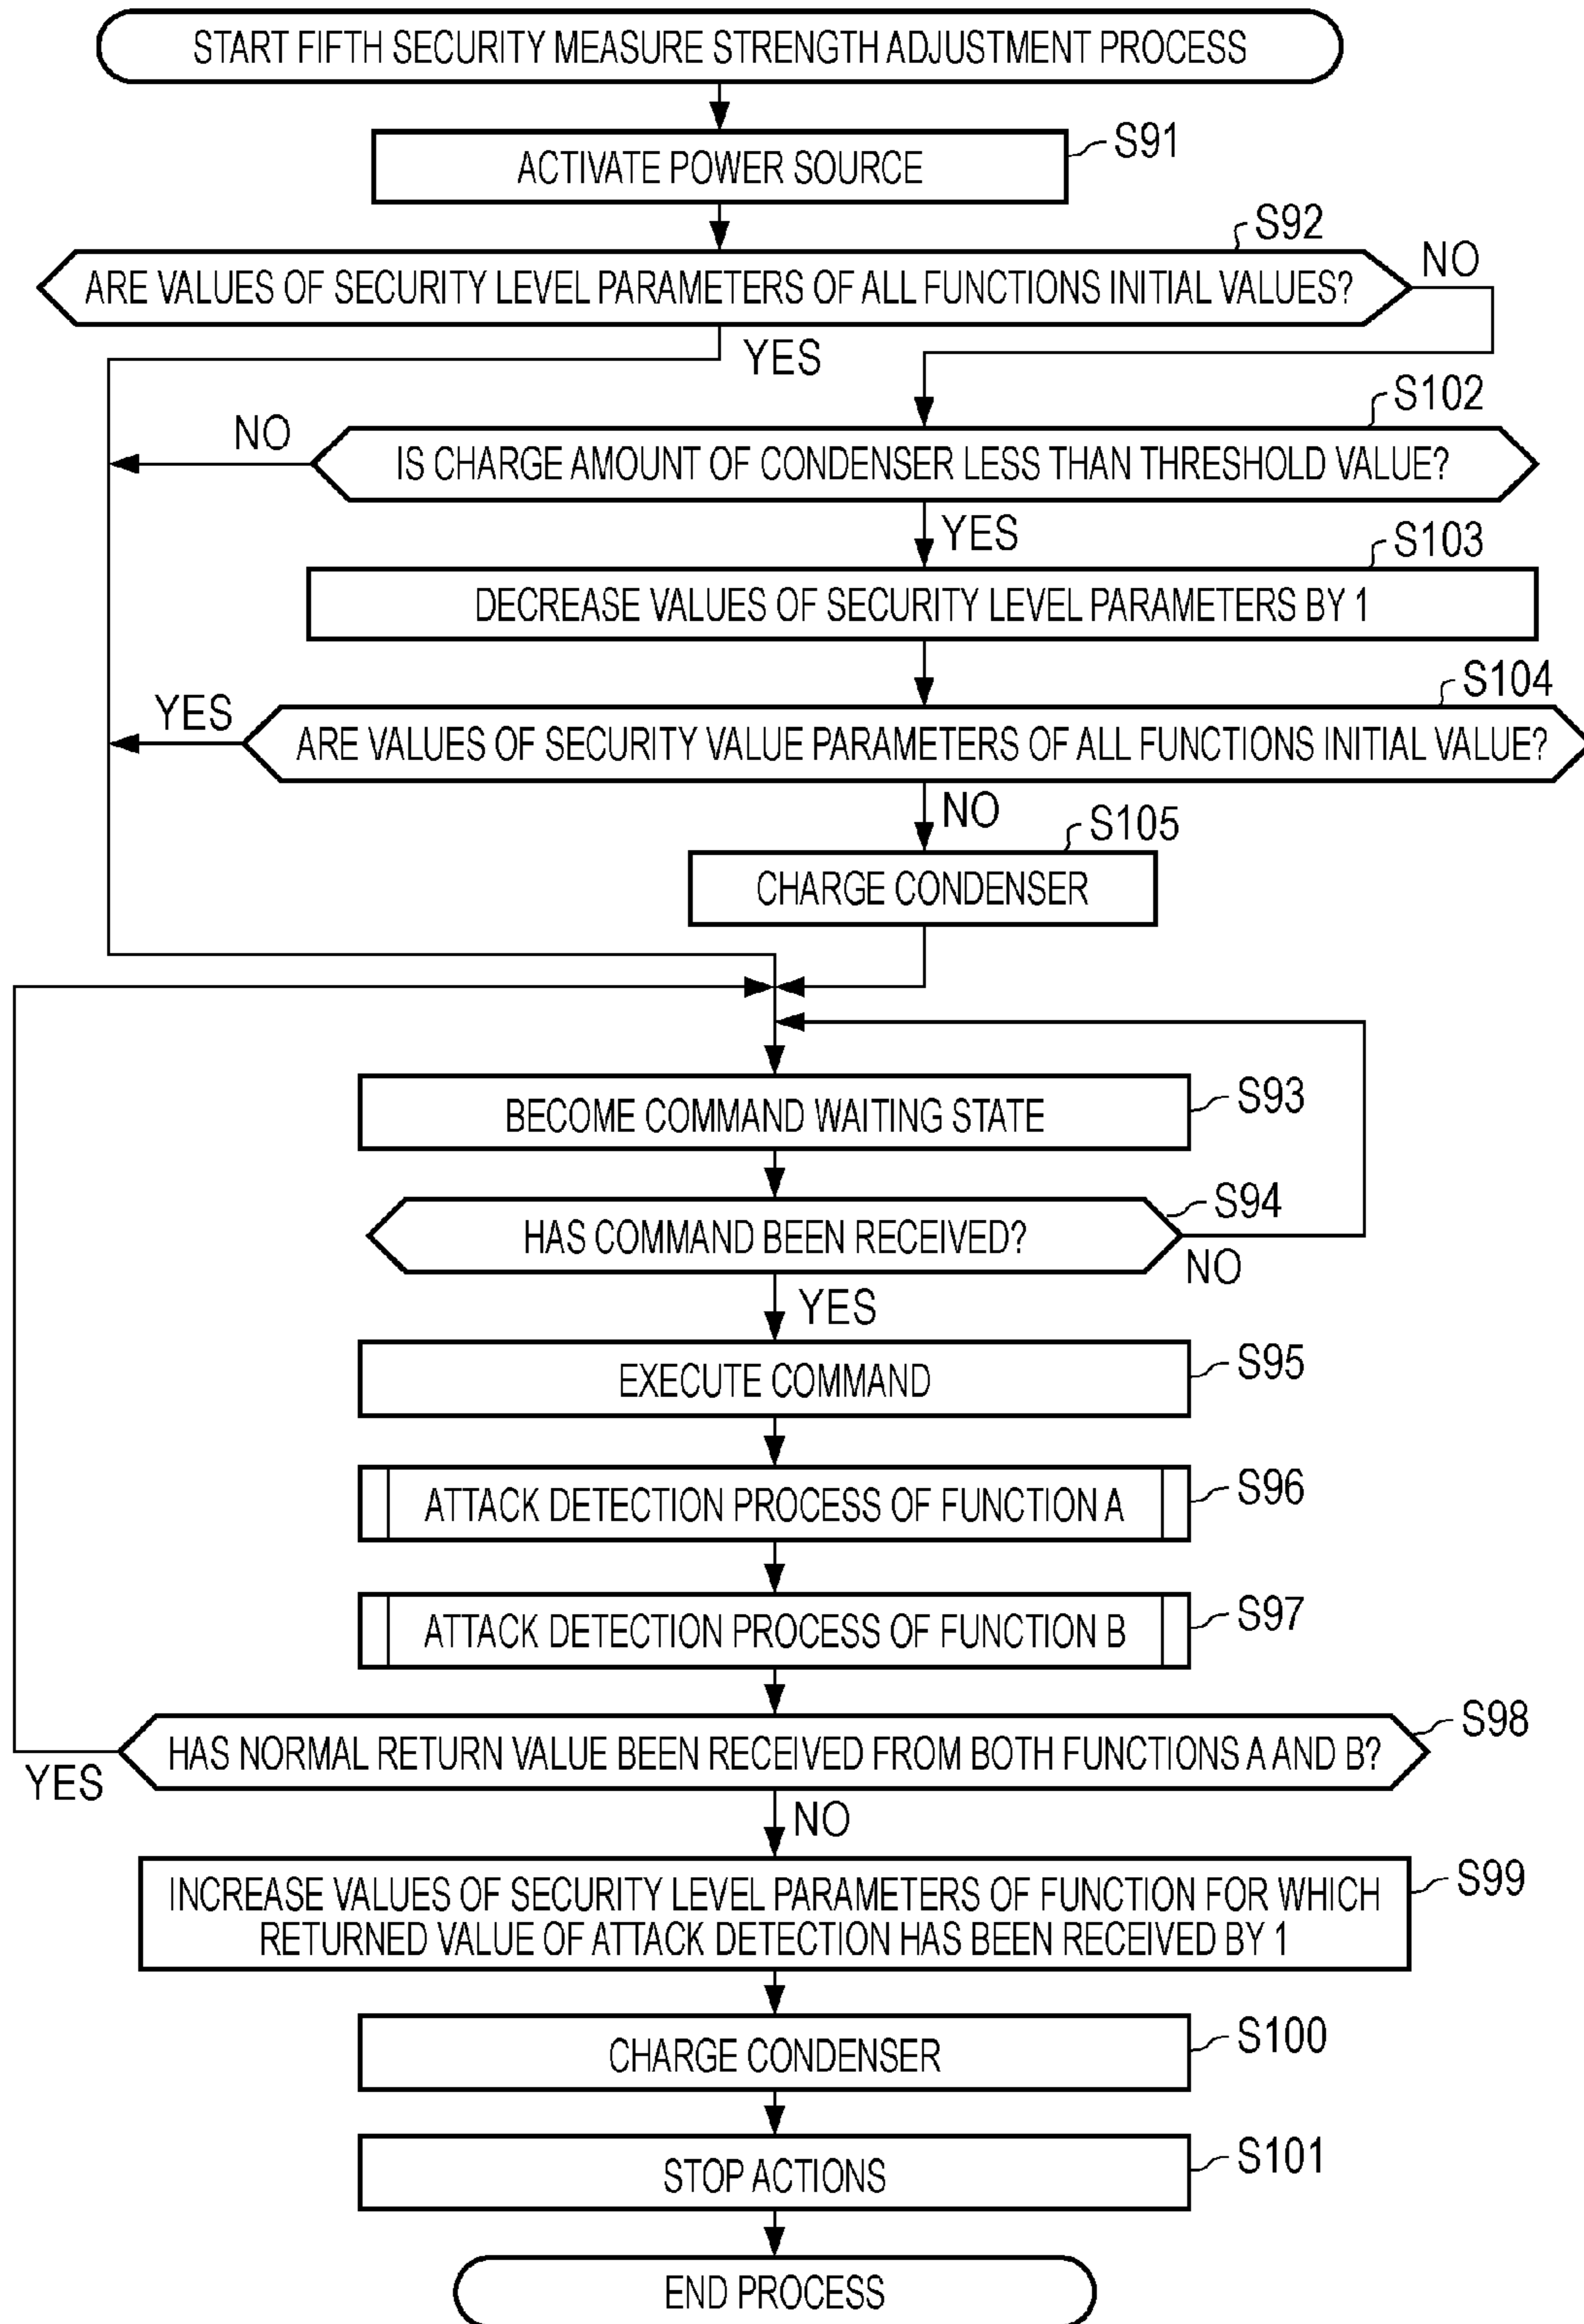 START FIFTH SECURITY MEASURE STRENGTH ADJUSTMENT PROCESS
ACTIVATE POWER SOURCE
S91
S92
ARE VALUES OF SECURITY LEVEL PARAMETERS OF ALL FUNCTIONS INITIAL VALUES?
NO
YES
S102
NO
IS CHARGE AMOUNT OF CONDENSER LESS THAN THRESHOLD VALUE?
YES
S103
DECREASE VALUES OF SECURITY LEVEL PARAMETERS BY 1
S104
YES
ARE VALUES OF SECURITY VALUE PARAMETERS OF ALL FUNCTIONS INITIAL VALUE?
NO
S105
CHARGE CONDENSER
BECOME COMMAND WAITING STATE
S93
HAS COMMAND BEEN RECEIVED?
S94
NO
YES
EXECUTE COMMAND
S95
ATTACK DETECTION PROCESS OF FUNCTION A
S96
ATTACK DETECTION PROCESS OF FUNCTION B
S97
HAS NORMAL RETURN VALUE BEEN RECEIVED FROM BOTH FUNCTIONS A AND B?
S98
YES
NO
INCREASE VALUES OF SECURITY LEVEL PARAMETERS OF FUNCTION FOR WHICH
RETURNED VALUE OF ATTACK DETECTION HAS BEEN RECEIVED BY 1
S99
CHARGE CONDENSER
S100
STOP ACTIONS
S101
END PROCESS